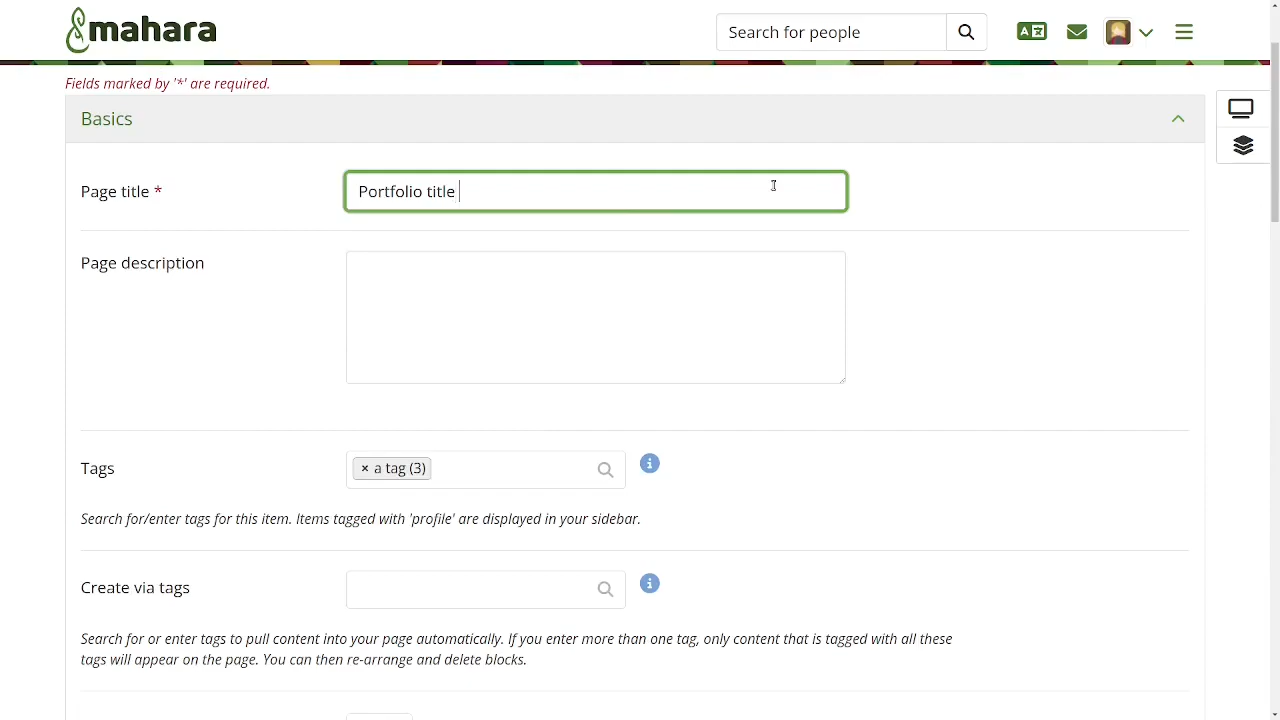 mahara
Search for people
Fields marked by '*' are required.
Basics
Page title *
Portfolio title
Page description
Tags
× a tag (3)
Search for/enter tags for this item. Items tagged with 'profile' are displayed in your sidebar.
Create via tags
Search for or enter tags to pull content into your page automatically. If you enter more than one tag, only content that is tagged with all these
tags will appear on the page. You can then re-arrange and delete blocks.